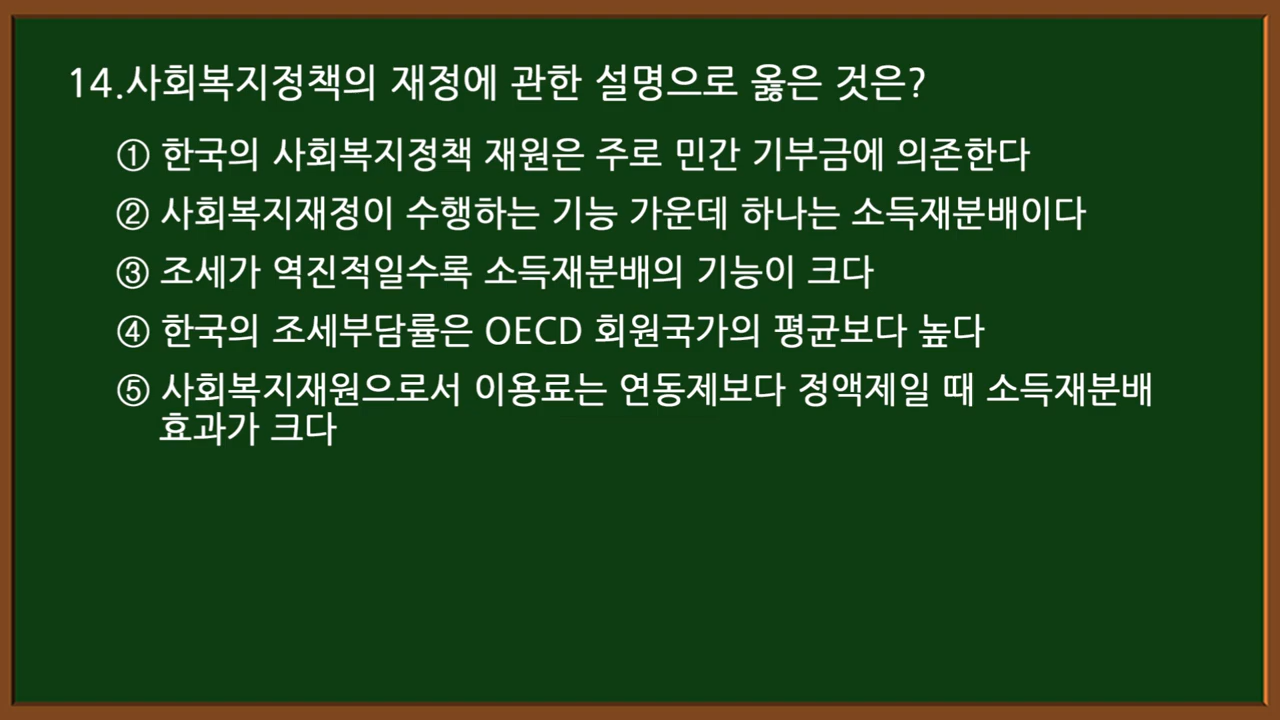 14.사회복지정책의 재정에 관한 설명으로 옳은 것은?
① 한국의 사회복지정책 재원은 주로 민간 기부금에 의존한다
② 사회복지재정이 수행하는 기능 가운데 하나는 소득재분배이다
③ 조세가 역진적일수록 소득재분배의 기능이 크다
④ 한국의 조세부담률은 OECD 회원국가의 평균보다 높다
⑤ 사회복지재원으로서 이용료는 연동제보다 정액제일 때 소득재분배
효과가 크다